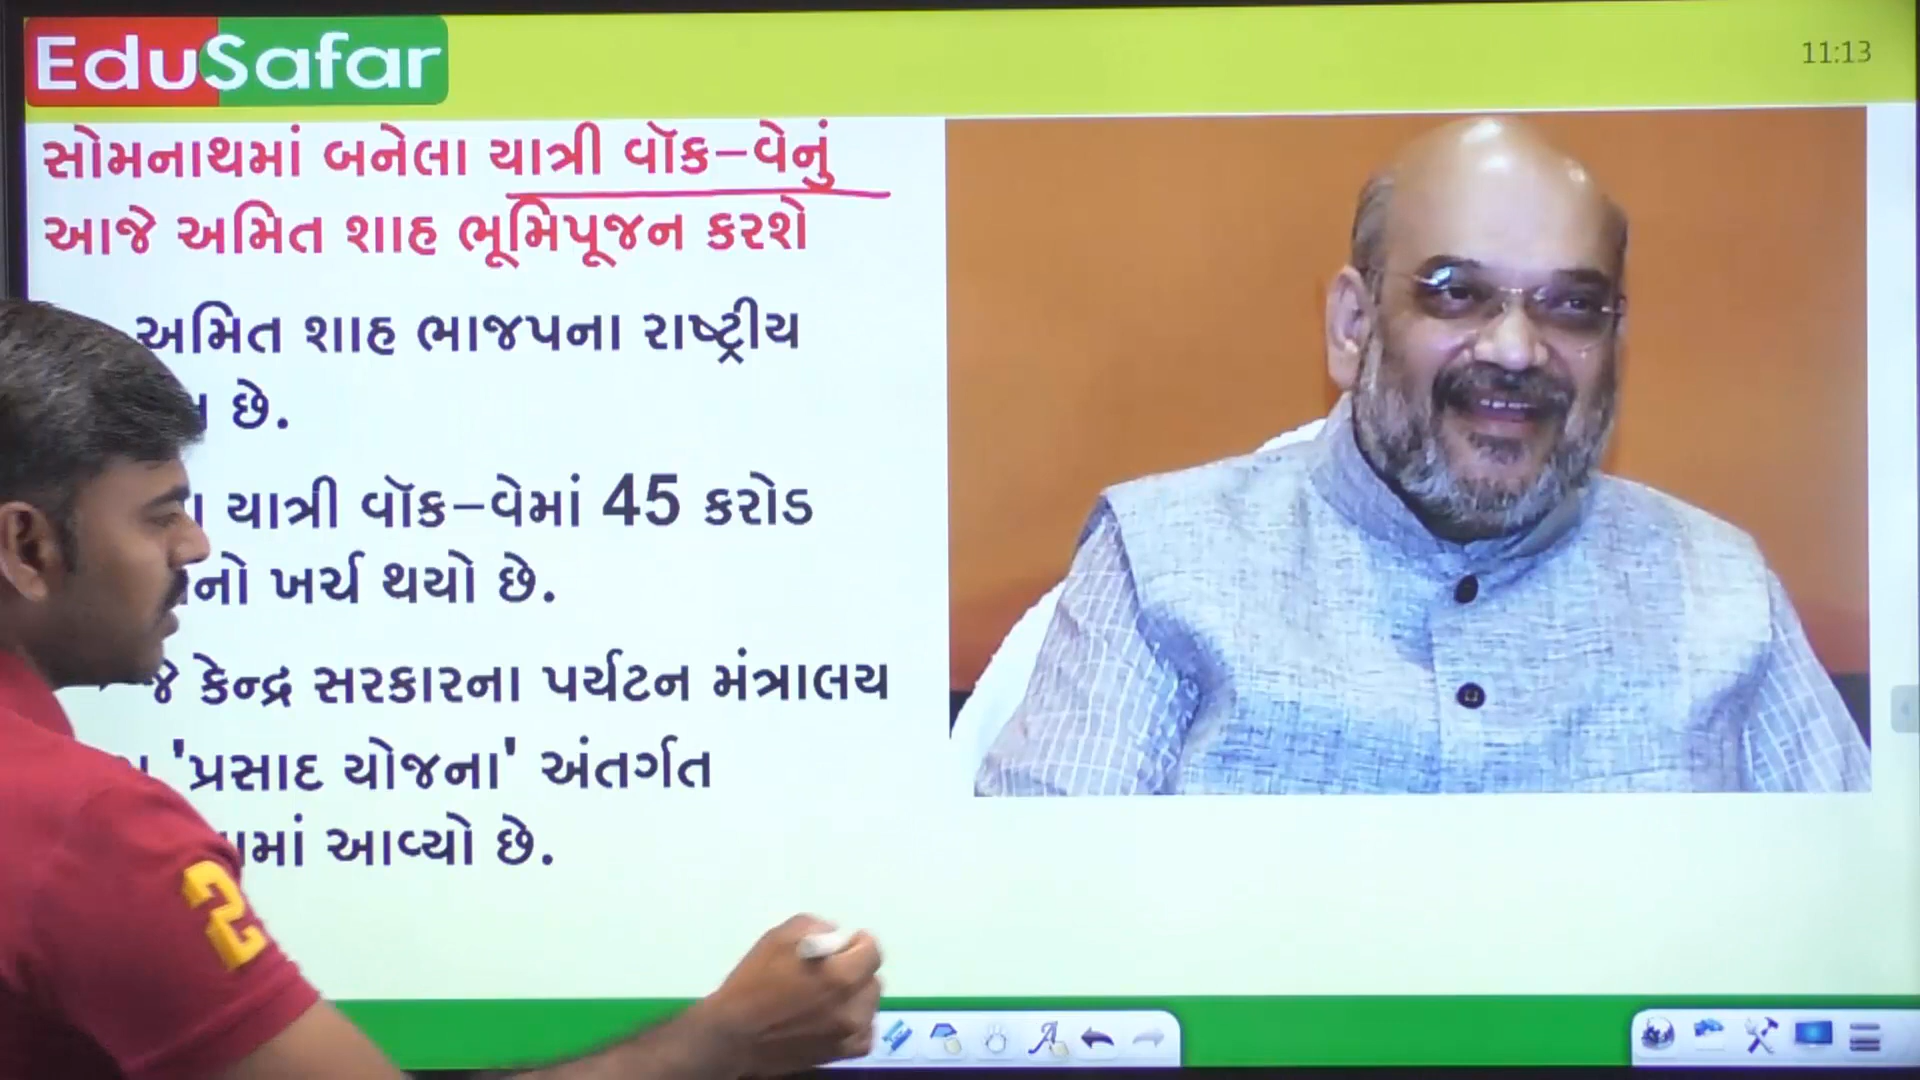 EduSafar
11:13
સોમનાથમાં બનેલા યાત્રી વૉક–વેનું
આજે અમિત શાહ ભૂમિપૂજન કરશે
અમિત શાહ ભાજપના રાષ્ટ્રીય
છે.
યાત્રી વૉક–વેમાં 45 કરોડ
ખર્ચ થયો છે.
કેન્દ્ર સરકારના પર્યટન મંત્રાલય
'પ્રસાદ યોજના' અંતર્ગત
આવ્યો છે.
2